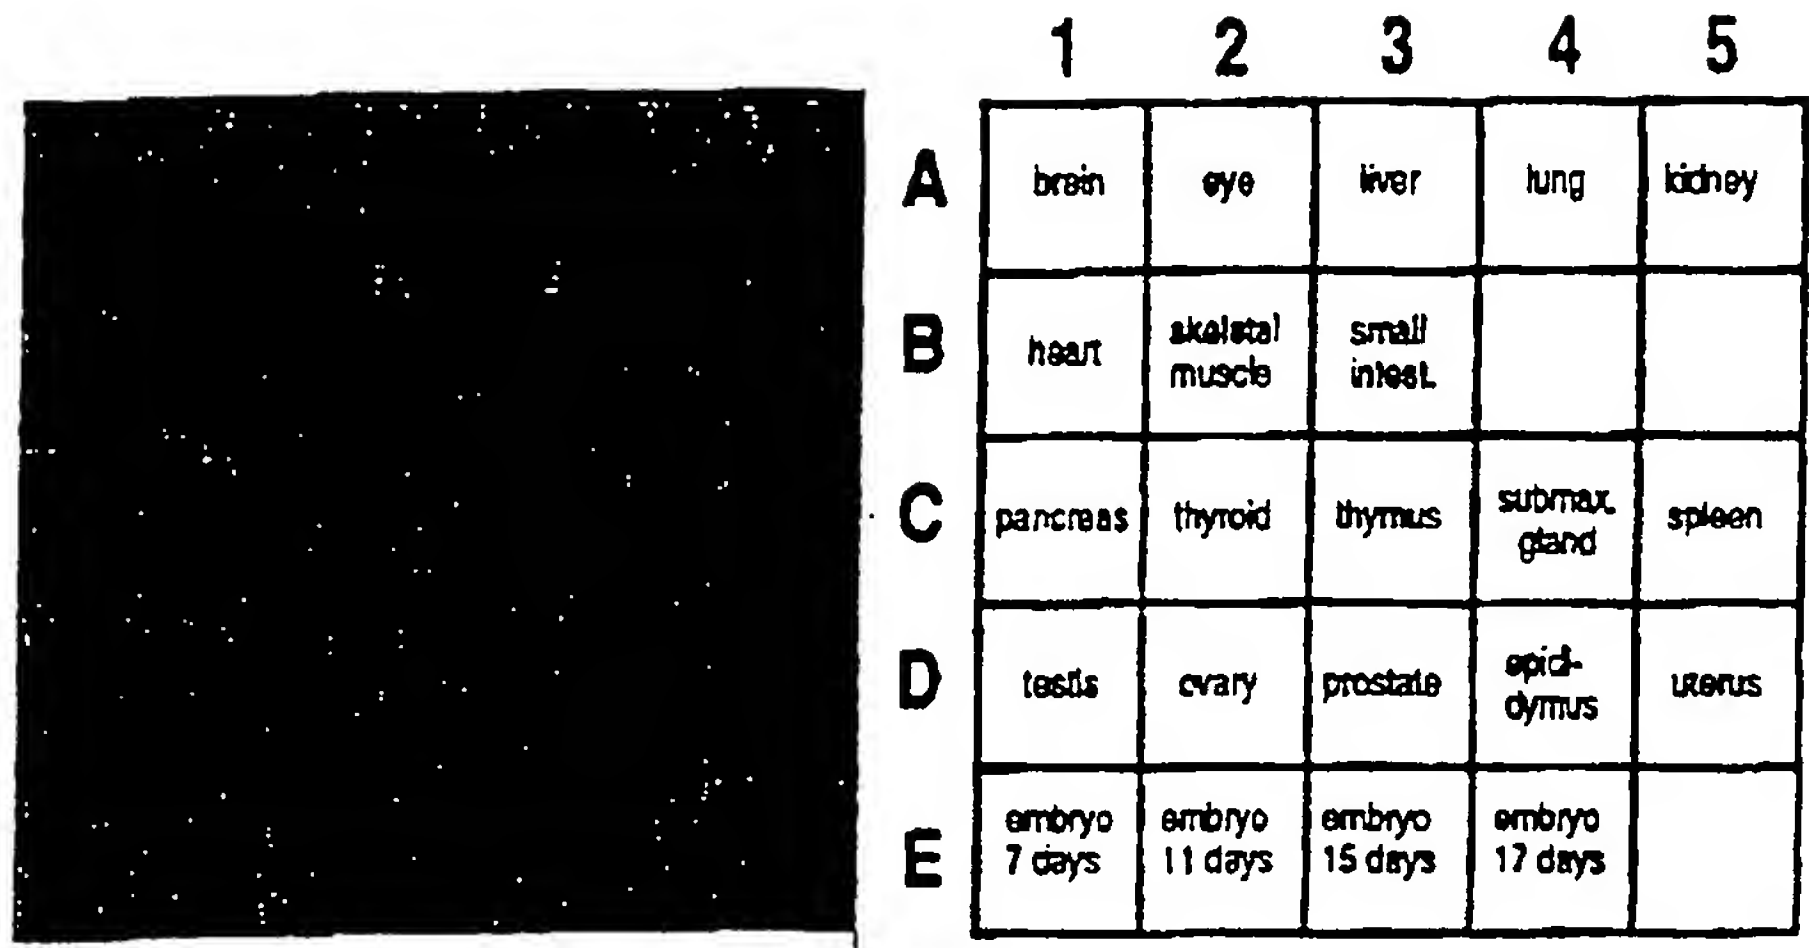 1 2 3 4 5
A brain eye liver lung kidney
B heart skeletal muscle small intest.
C pancreas thyroid thymus submax. gland spleen
D testis ovary prostate epid- dymus uterus
E embryo 7 days embryo 11 days embryo 15 days embryo 17 days